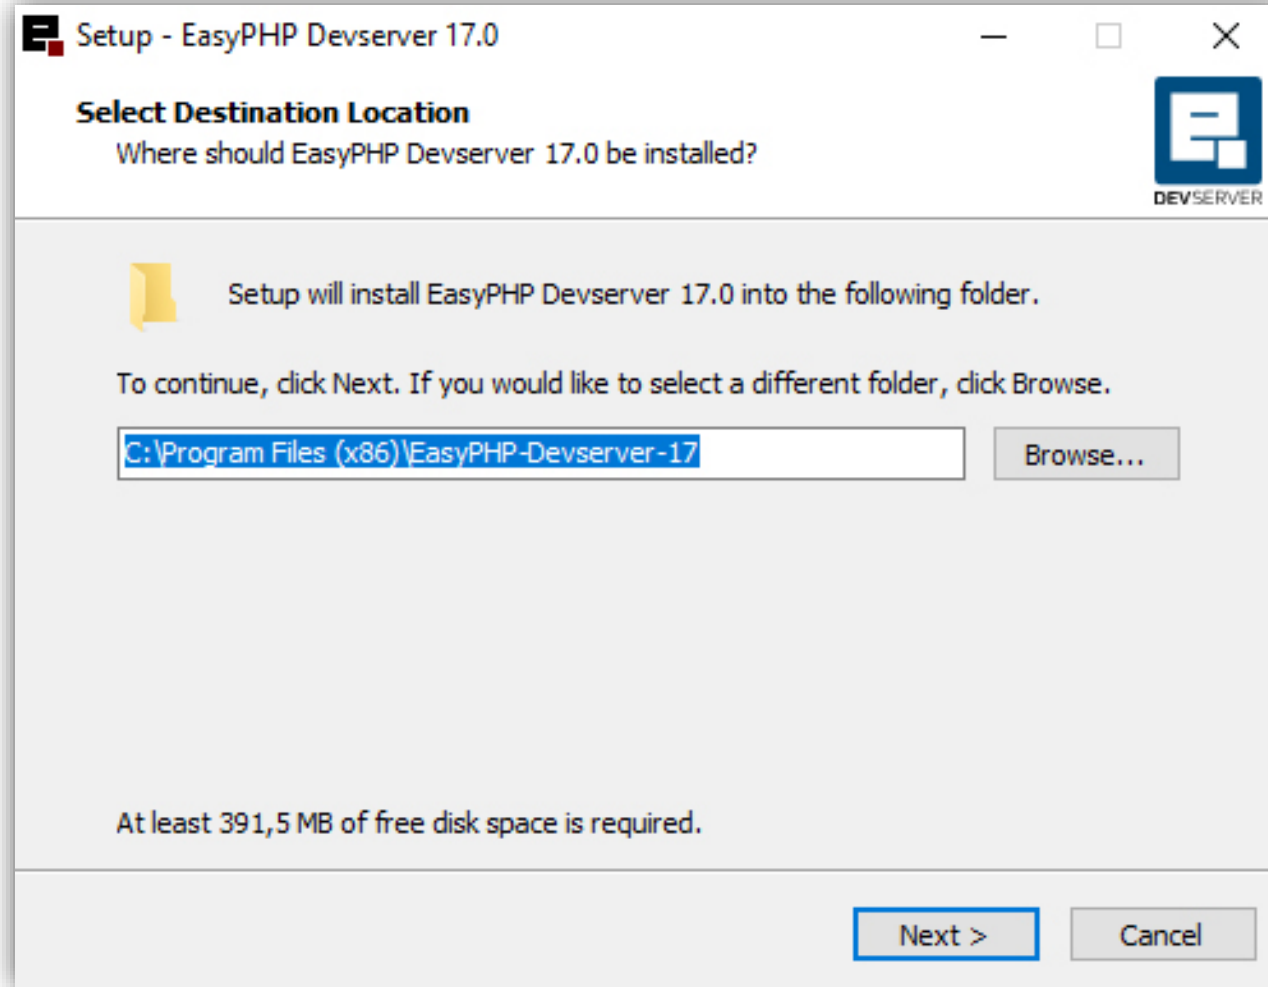 Setup - EasyPHP Devserver 17.0
Select Destination Location
Where should EasyPHP Devserver 17.0 be installed?
DEVSERVER
Setup will install EasyPHP Devserver 17.0 into the following folder.
To continue, click Next. If you would like to select a different folder, click Browse.
C:\Program Files (x86)\EasyPHP-Devserver-17
Browse...
At least 391,5 MB of free disk space is required.
Next >
Cancel